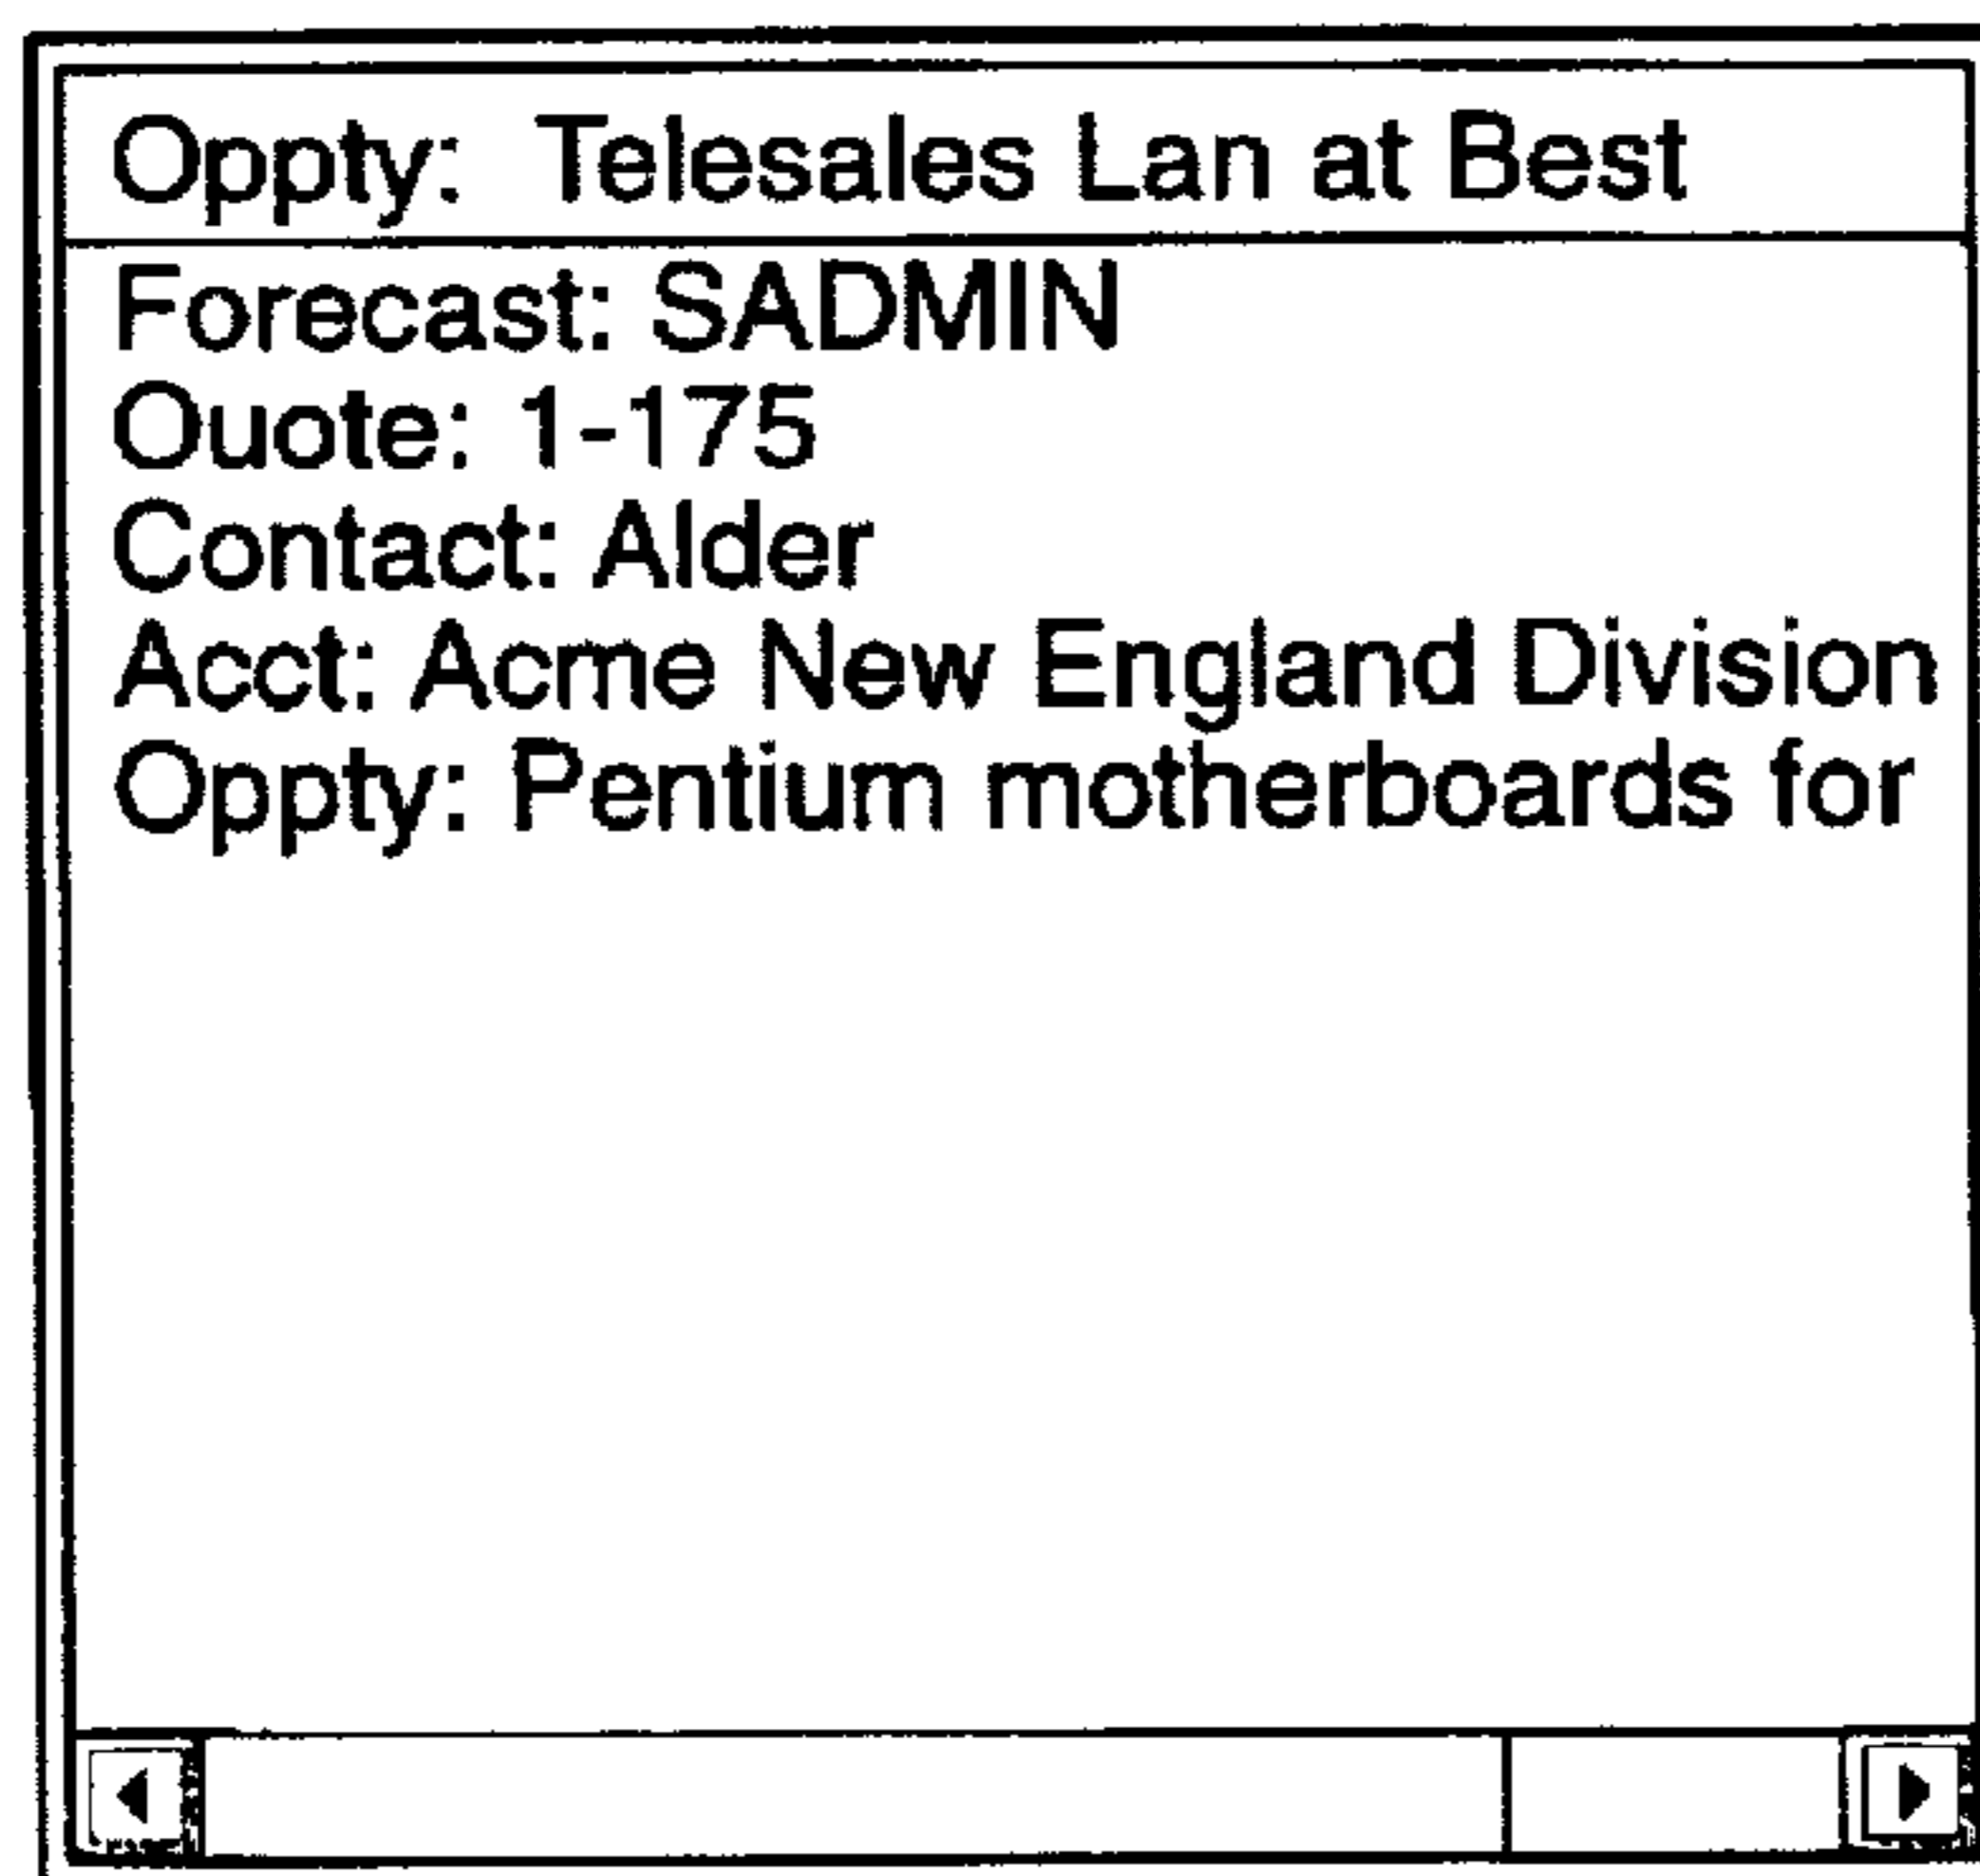 Oppty: Telesales Lan at Best
Forecast: SADMIN
Ouote: 1-175
Contact: Alder
Acct: Acme New England Division
Oppty: Pentium motherboards for